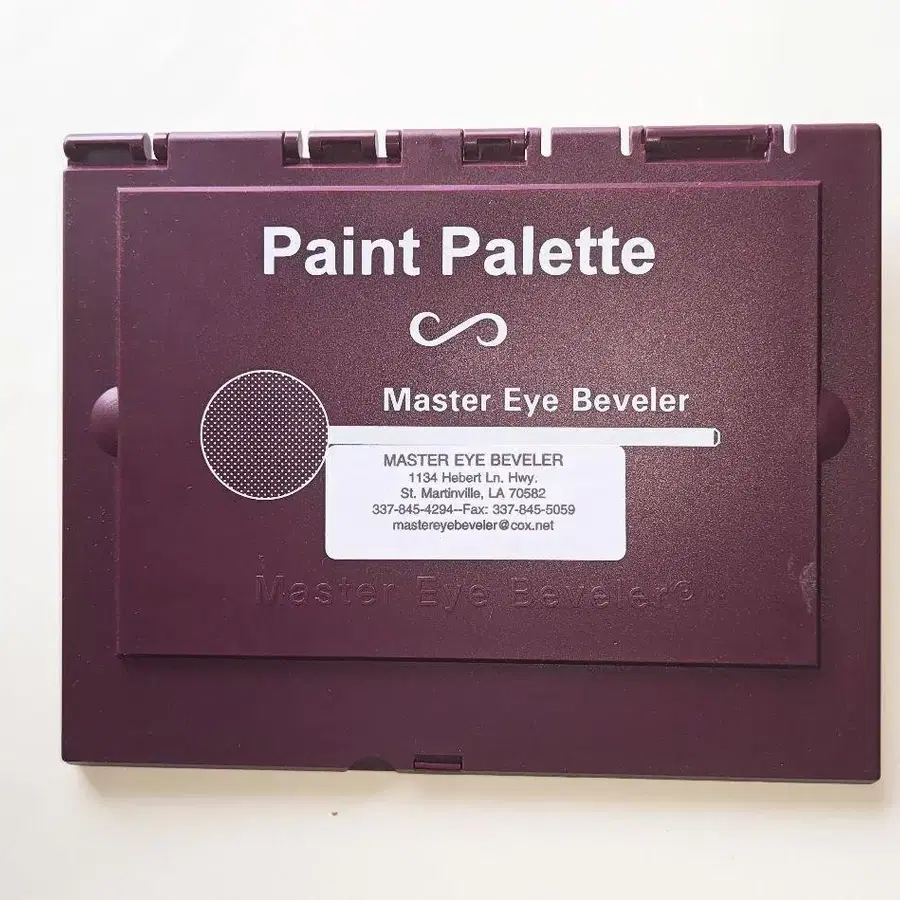 Paint Palette
Master Eye Beveler
MASTER EYE BEVELER
1134 Hebert Ln. Hwy.
St. Martinville, LA 70582
337-845-4294--Fax: 337-845-5059
mastereyebeveler@cox.net
Master Eye Beveler®